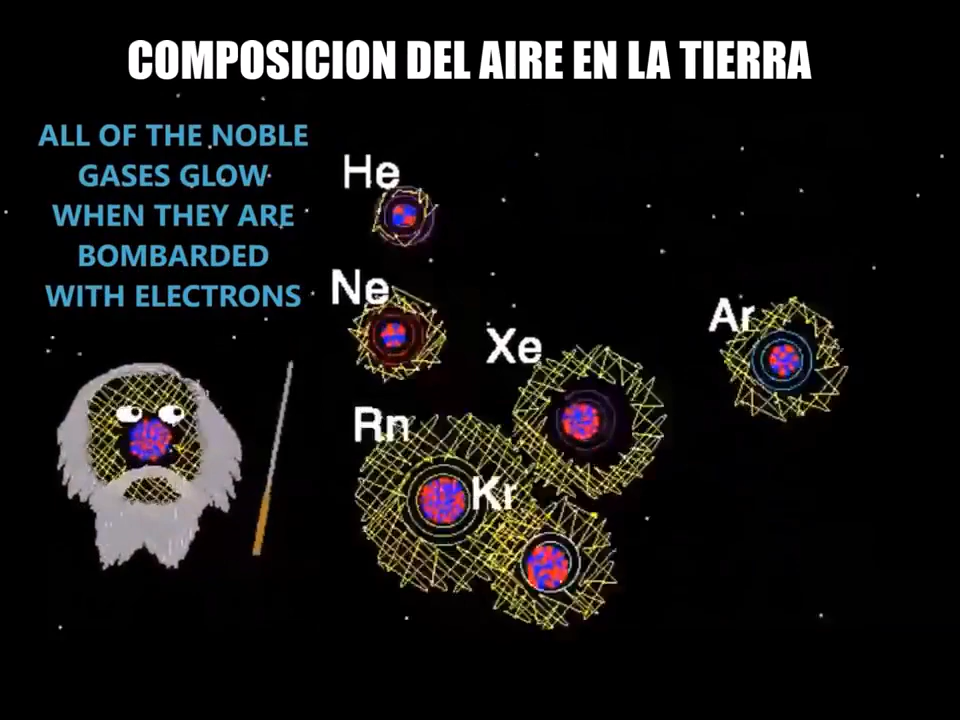 COMPOSICION DEL AIRE EN LA TIERRA
ALL OF THE NOBLE
GASES GLOW
WHEN THEY ARE
BOMBARDED
WITH ELECTRONS
He
Ne
Xe
Ar
Rn
Kr